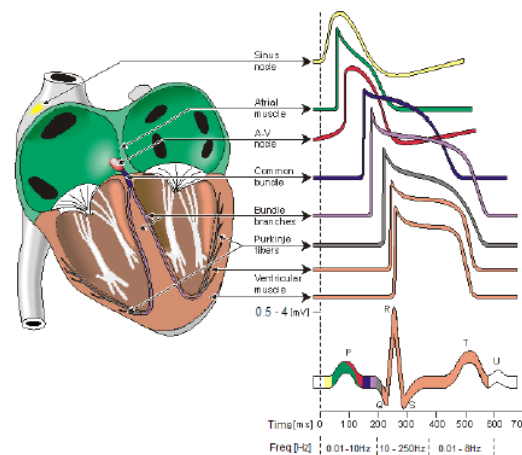 Sinus
node
Atrial
muscle
A-V
node
Common
bundle
Bundle
branches
Purkinje
fibers
Ventricular
muscle
0.5 - 4 [mV]
R
P
T
U
Q
S
0 100 200 300 400 500 600 70
Time[ms]
Freq [Hz] 0.01-10Hz 10 - 250Hz 0.01 - 8Hz